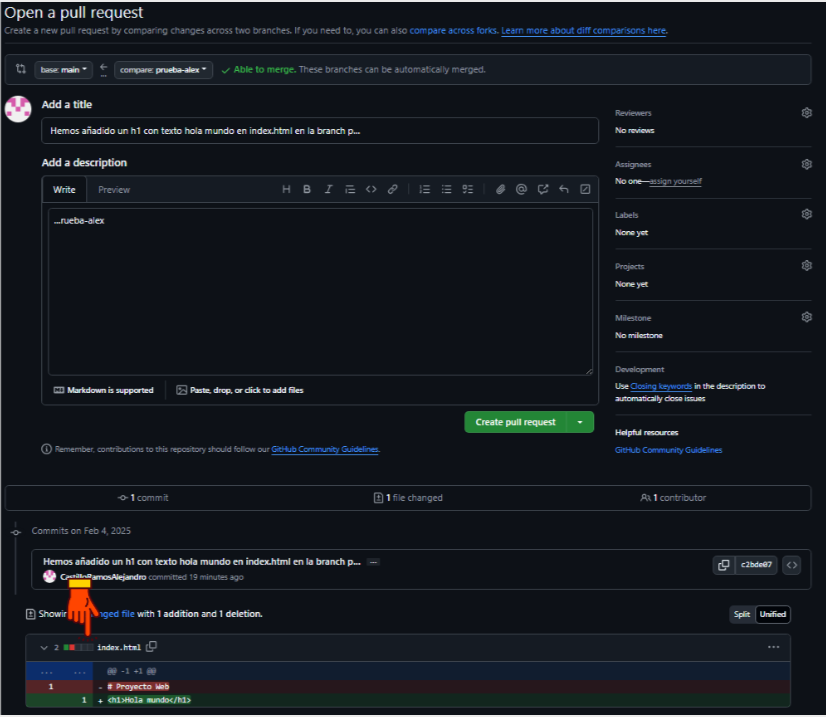 Open a pull request
Create a new pull request by comparing changes across two branches. If you need to, you can also compare across forks. Learn more about diff comparisons here.
base: main
compare: prueba-alex
Able to merge. These branches can be automatically merged.
Add a title
Hemos añadido un h1 con texto hola mundo en index.html en la branch p...
Add a description
Write Preview
...rueba-alex
Markdown is supported
Paste, drop, or click to add files
Create pull request
Remember, contributions to this repository should follow our GitHub Community Guidelines.
Reviewers
No reviews
Assignees
No one—assign yourself
Labels
None yet
Projects
None yet
Milestone
No milestone
Development
Use Closing keywords in the description to
automatically close issues
Helpful resources
GitHub Community Guidelines
1 commit
1 file changed
1 contributor
Commits on Feb 4, 2025
Hemos añadido un h1 con texto hola mundo en index.html en la branch p...
CastilloRamosAlejandro committed 19 minutes ago
c2bde07
file with 1 addition and 1 deletion.
Split Unified
2 index.html
@@ -1 +1 @@
1 - # Proyecto Web
1 + <h1>Hola mundo</h1>